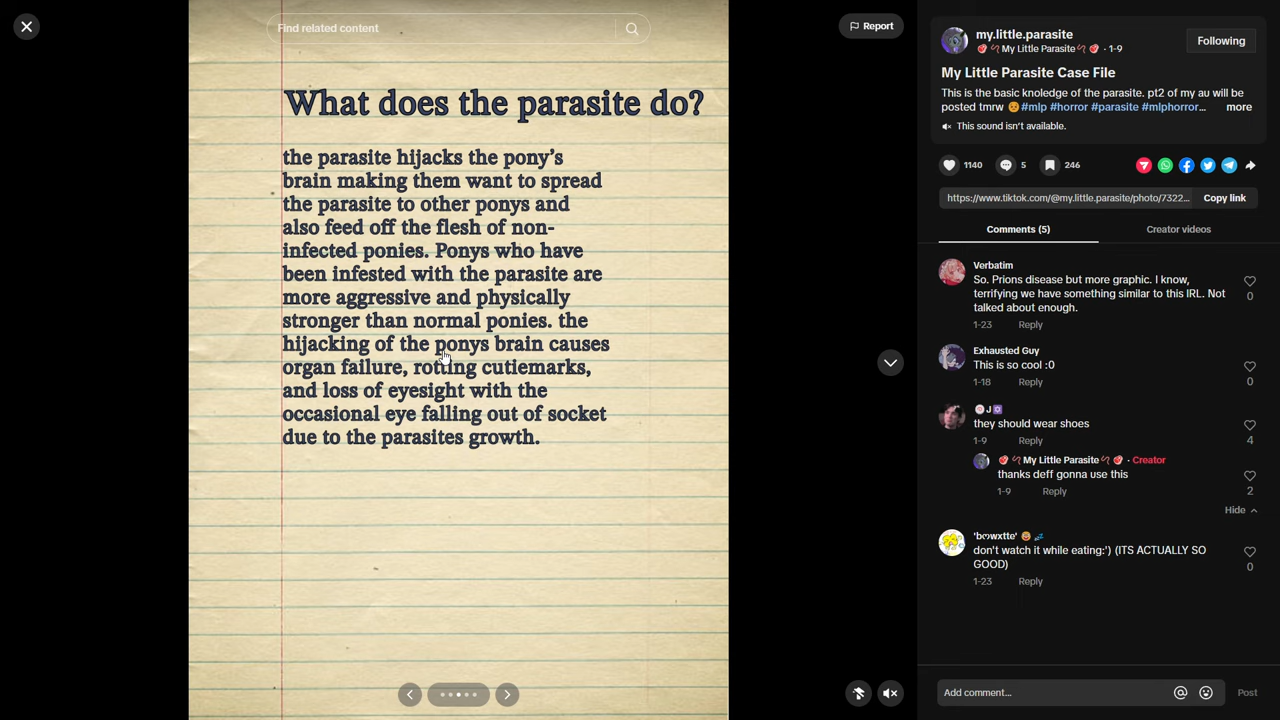 Find related content
Report
What does the parasite do?
the parasite hijacks the pony's
brain making them want to spread
the parasite to other ponys and
also feed off the flesh of non-
infected ponies. Ponys who have
been infested with the parasite are
more aggressive and physically
stronger than normal ponies. the
hijacking of the ponys brain causes
organ failure, rotting cutiemarks,
and loss of eyesight with the
occasional eye falling out of socket
due to the parasites growth.
my.little.parasite
My Little Parasite · 1-9
Following
My Little Parasite Case File
This is the basic knoledge of the parasite. pt2 of my au will be
posted tmrw 😠#mlp #horror #parasite #mlphorror... more
This sound isn't available.
1140 5 246
https://www.tiktok.com/@my.little.parasite/photo/7322... Copy link
Comments (5) Creator videos
Verbatim
So. Prions disease but more graphic. I know,
terrifying we have something similar to this IRL. Not
talked about enough.
0
1-23 Reply
Exhausted Guy
This is so cool :0
0
1-18 Reply
J
they should wear shoes
4
1-9 Reply
My Little Parasite · Creator
thanks deff gonna use this
2
1-9 Reply
Hide
'bowxtte'
don't watch it while eating:') (ITS ACTUALLY SO
GOOD)
0
1-23 Reply
Add comment...
Post